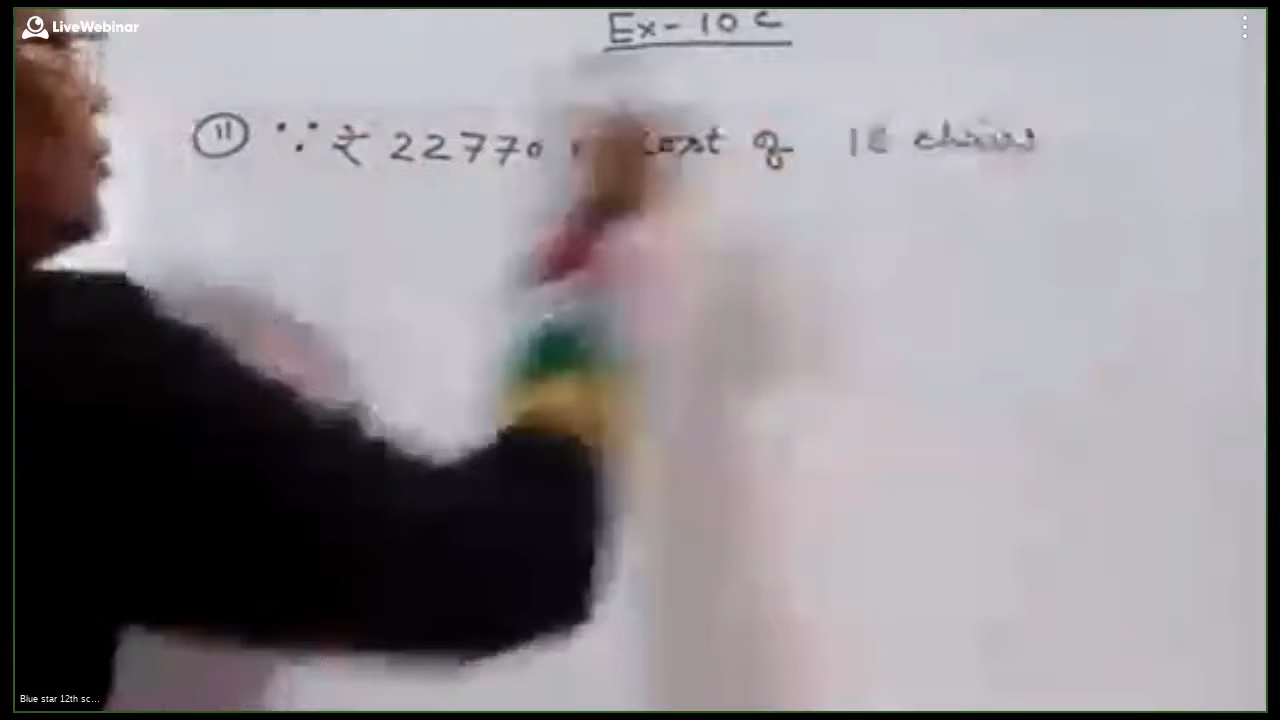 LiveWebinar
Ex-10 C
⑪ ∵ ₹ 22770 cost of 18 chairs
Blue star 12th sc...